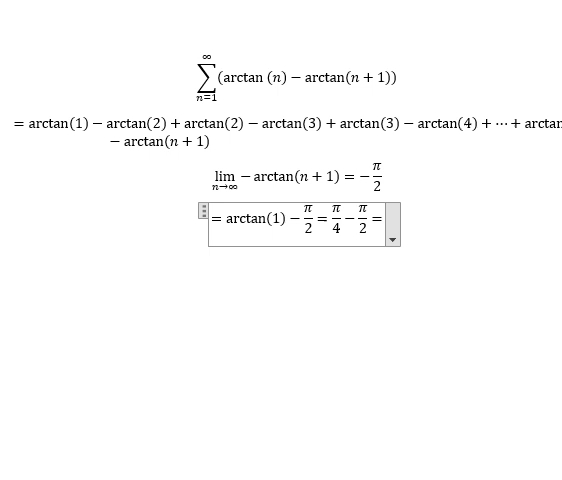 ∞
∑ (arctan (n) − arctan(n + 1))
n=1
= arctan(1) − arctan(2) + arctan(2) − arctan(3) + arctan(3) − arctan(4) + ⋯ + arctan
− arctan(n + 1)
lim n→∞ − arctan(n + 1) = −π/2
= arctan(1) − π/2 = π/4 − π/2 =